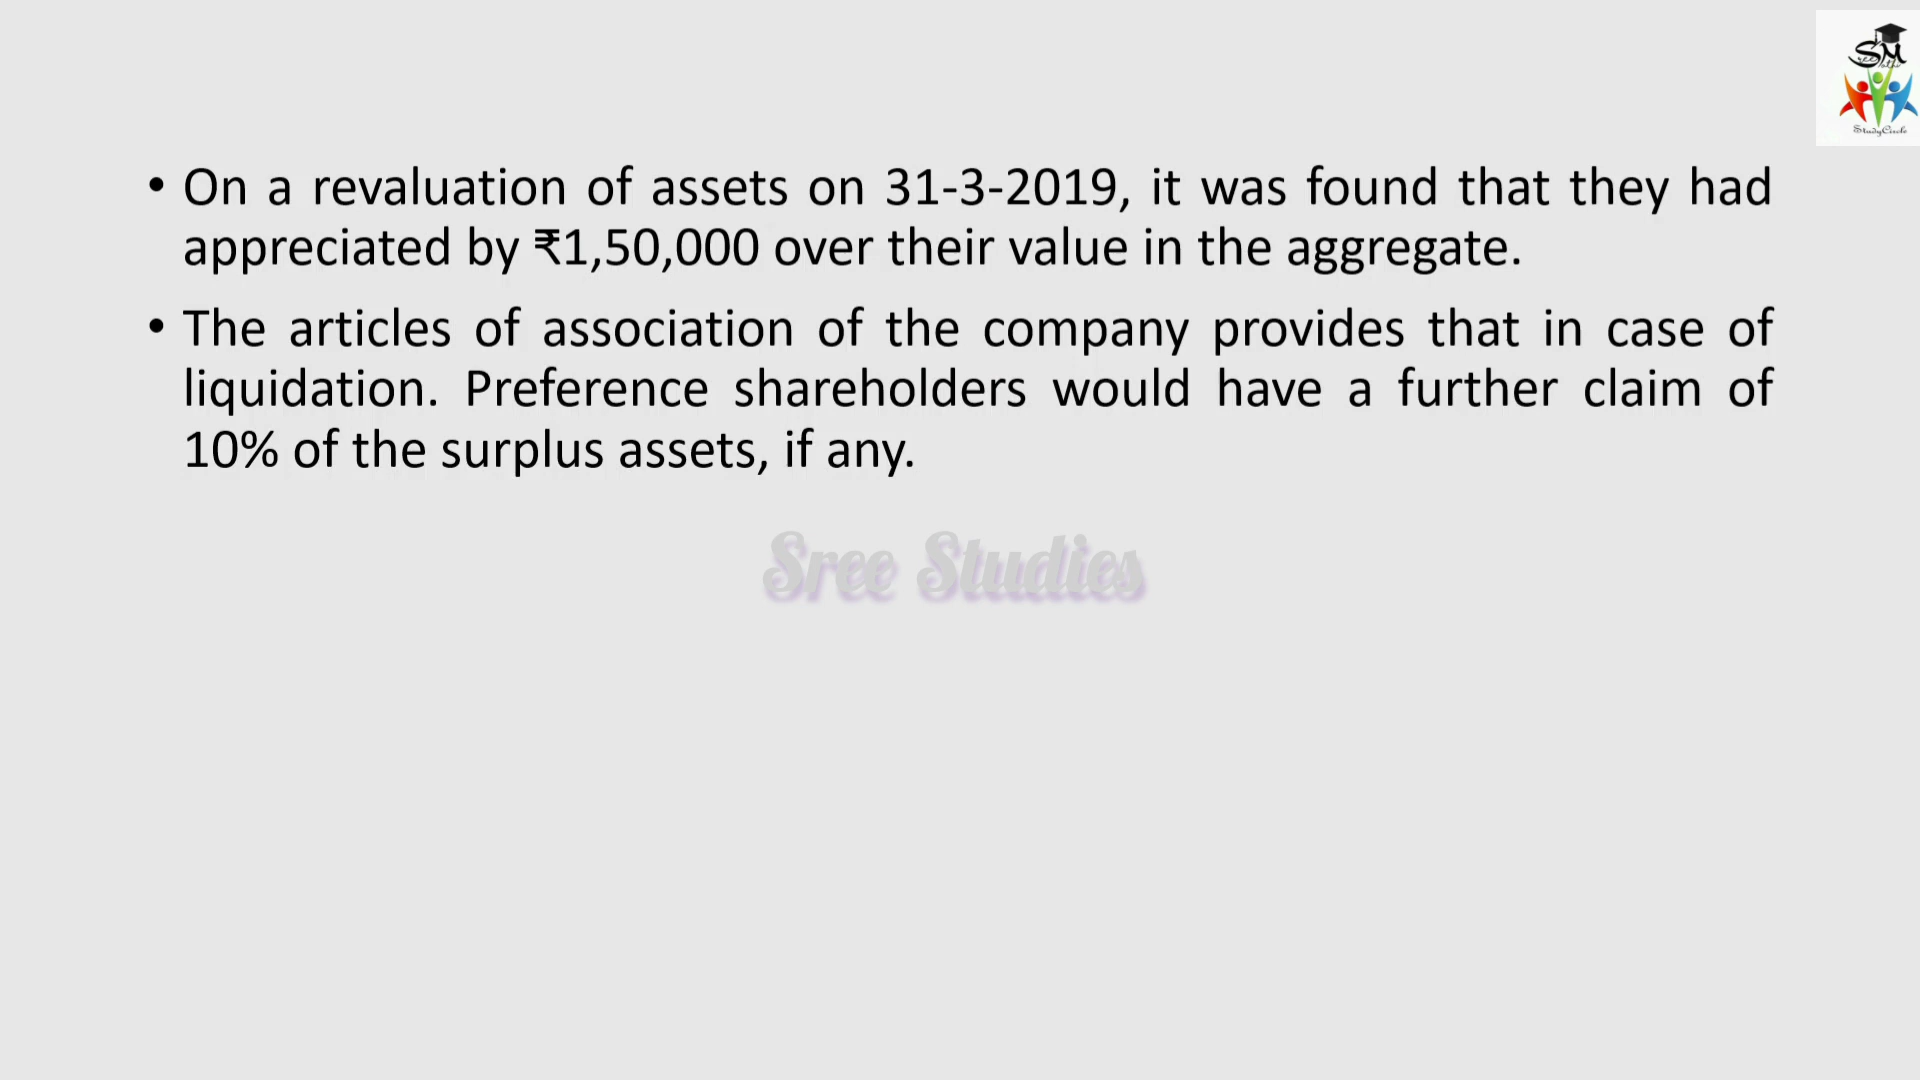 • On a revaluation of assets on 31-3-2019, it was found that they had
appreciated by ₹1,50,000 over their value in the aggregate.
• The articles of association of the company provides that in case of
liquidation. Preference shareholders would have a further claim of
10% of the surplus assets, if any.
Sree Studies
SM
StudyCircle